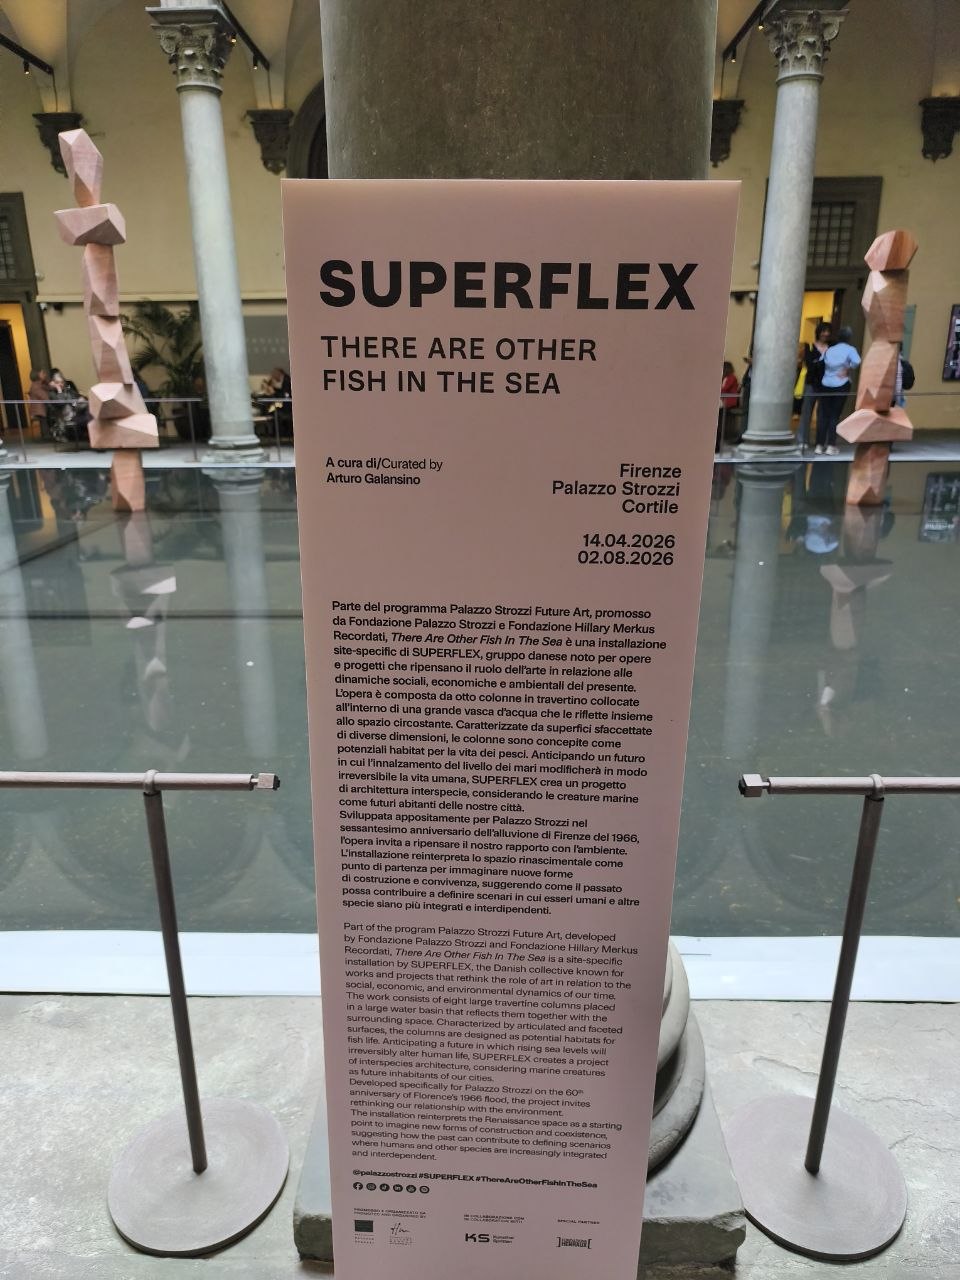 SUPERFLEX
THERE ARE OTHER
FISH IN THE SEA
A cura di/Curated by
Arturo Galansino
Firenze
Palazzo Strozzi
Cortile
14.04.2026
02.08.2026
Parte del programma Palazzo Strozzi Future Art, promosso
da Fondazione Palazzo Strozzi e Fondazione Hillary Merkus
Recordati, There Are Other Fish In The Sea è una installazione
site-specific di SUPERFLEX, gruppo danese noto per opere
e progetti che ripensano il ruolo dell'arte in relazione alle
dinamiche sociali, economiche e ambientali del presente.
L'opera è composta da otto colonne in travertino collocate
all'interno di una grande vasca d'acqua che le riflette insieme
allo spazio circostante. Caratterizzate da superfici sfaccettate
di diverse dimensioni, le colonne sono concepite come
potenziali habitat per la vita dei pesci. Anticipando un futuro
in cui l'innalzamento del livello dei mari modificherà in modo
irreversibile la vita umana, SUPERFLEX crea un progetto
di architettura interspecie, considerando le creature marine
come futuri abitanti delle nostre città.
Sviluppata appositamente per Palazzo Strozzi nel
sessantesimo anniversario dell'alluvione di Firenze del 1966,
l'opera invita a ripensare il nostro rapporto con l'ambiente.
L'installazione reinterpreta lo spazio rinascimentale come
punto di partenza per immaginare nuove forme
di costruzione e convivenza, suggerendo come il passato
possa contribuire a definire scenari in cui esseri umani e altre
specie siano più integrati e interdipendenti.
Part of the program Palazzo Strozzi Future Art, developed
by Fondazione Palazzo Strozzi and Fondazione Hillary Merkus
Recordati, There Are Other Fish In The Sea is a site-specific
installation by SUPERFLEX, the Danish collective known for
works and projects that rethink the role of art in relation to the
social, economic, and environmental dynamics of our time.
The work consists of eight large travertine columns placed
in a large water basin that reflects them together with the
surrounding space. Characterized by articulated and faceted
surfaces, the columns are designed as potential habitats for
fish life. Anticipating a future in which rising sea levels will
irreversibly alter human life, SUPERFLEX creates a project
of interspecies architecture, considering marine creatures
as future inhabitants of our cities.
Developed specifically for Palazzo Strozzi on the 60th
anniversary of Florence's 1966 flood, the project invites
rethinking our relationship with the environment.
The installation reinterprets the Renaissance space as a starting
point to imagine new forms of construction and coexistence,
suggesting how the past can contribute to defining scenarios
where humans and other species are increasingly integrated
and interdependent.
@palazzostrozzi #SUPERFLEX #ThereAreOtherFishInTheSea
PROMOSSO E ORGANIZZATO DA
PROMOTED AND ORGANIZED BY
IN COLLABORAZIONE CON
IN COLLABORATION WITH
SPECIAL PARTNER
KS
FONDAZIONE
HENRAUX